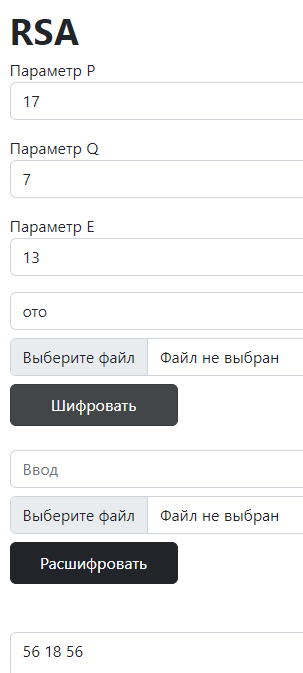 RSA
Параметр P
17
Параметр Q
7
Параметр E
13
ото
Выберите файл Файл не выбран
Шифровать
Ввод
Выберите файл Файл не выбран
Расшифровать
56 18 56